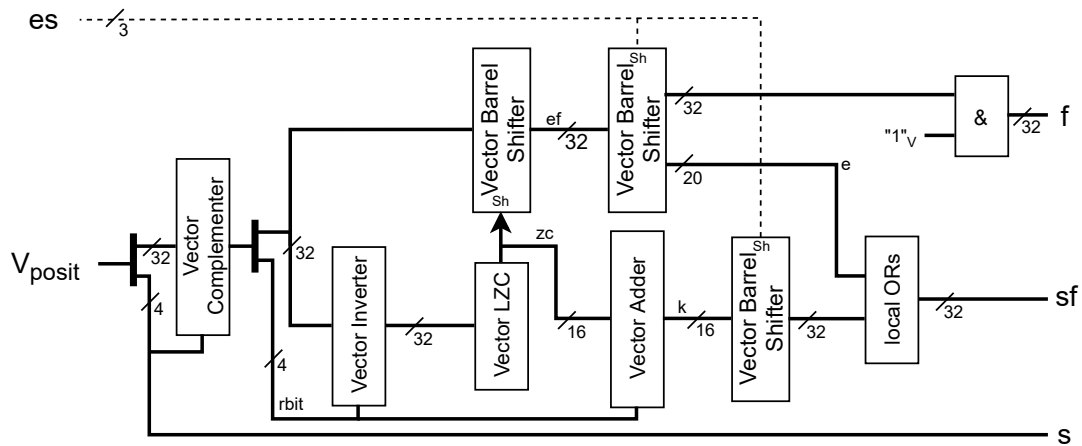 es
3
Vector Barrel
Shifter
Sh
ef
32
Sh
Vector Barrel
Shifter
32
20
e
"1"V
&
32
f
Vposit
32
4
Vector
Complementer
32
4
rbit
Vector Inverter
32
Vector LZC
zc
16
Vector Adder
k
16
Sh
Vector Barrel
Shifter
32
local ORs
32
sf
s